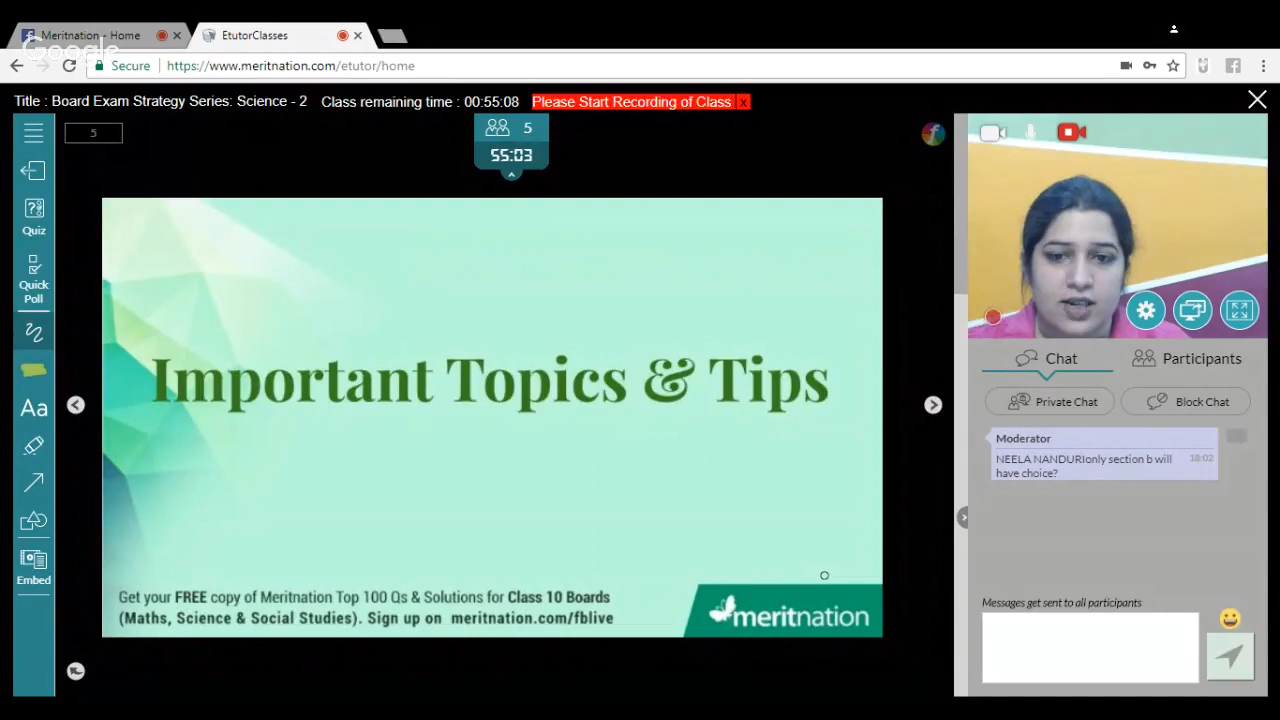 Meritnation - Home
EtutorClasses
Google
Secure
https://www.meritnation.com/etutor/home
Title : Board Exam Strategy Series: Science - 2
Class remaining time : 00:55:08
Please Start Recording of Class x
5
5
55:03
Quiz
Quick
Poll
Aa
Embed
Important Topics & Tips
Get your FREE copy of Meritnation Top 100 Qs & Solutions for Class 10 Boards
(Maths, Science & Social Studies). Sign up on meritnation.com/fblive
meritnation
Chat
Participants
Private Chat
Block Chat
Moderator
NEELA NANDURIonly section b will 18:02
have choice?
Messages get sent to all participants